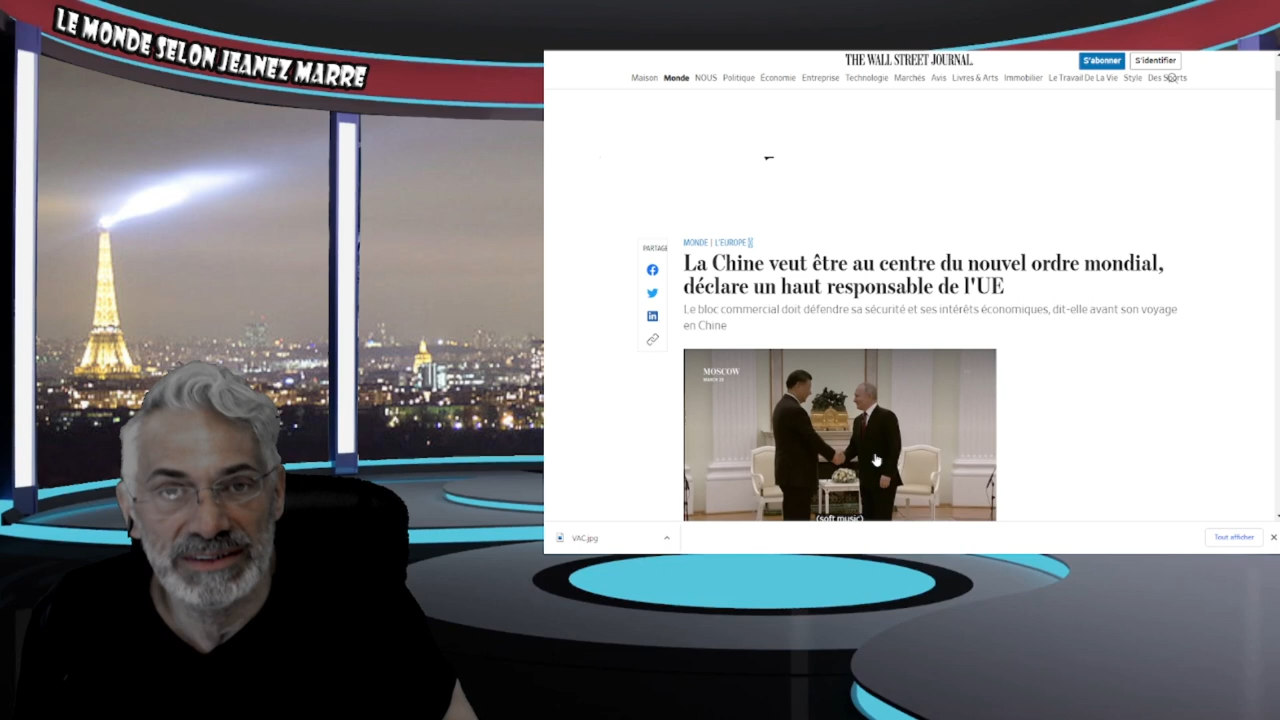 LE MONDE SELON JEANEZ MARRE
THE WALL STREET JOURNAL.
S'abonner
S'identifier
Maison Monde NOUS Politique Économie Entreprise Technologie Marchés Avis Livres & Arts Immobilier Le Travail De La Vie Style Des Sports
MONDE | L'EUROPE
PARTAGE
La Chine veut être au centre du nouvel ordre mondial,
déclare un haut responsable de l'UE
Le bloc commercial doit défendre sa sécurité et ses intérêts économiques, dit-elle avant son voyage
en Chine
MOSCOW
(soft music)
VAC.jpg
Tout afficher